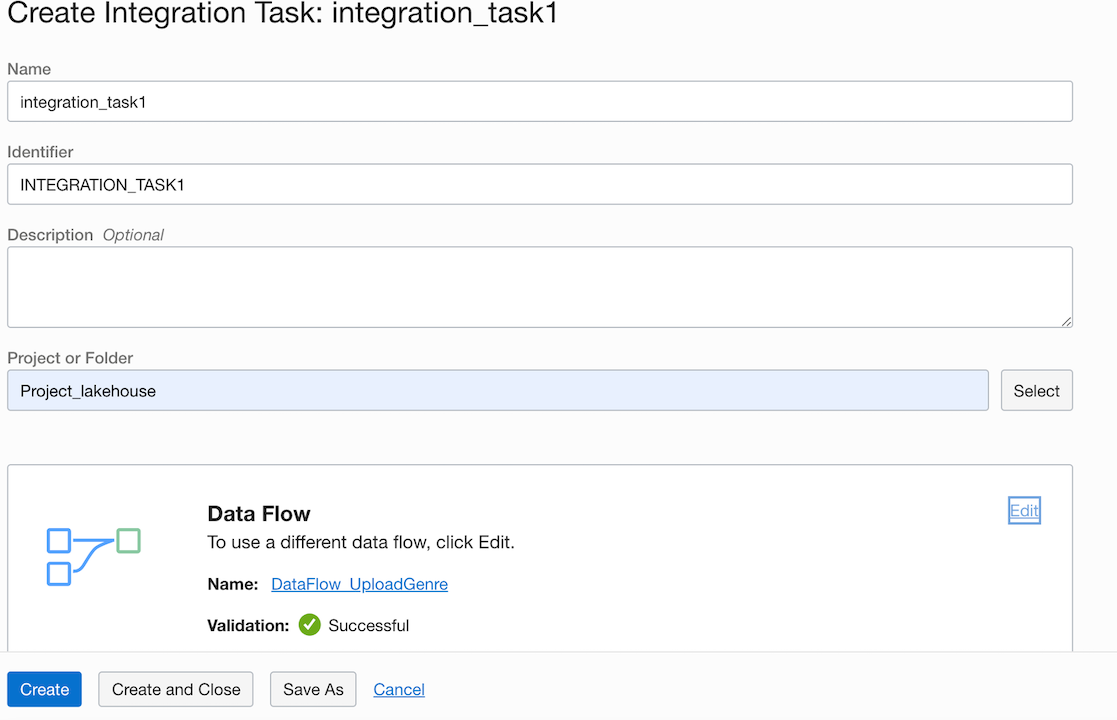 Create Integration Task: integration_task1
Name
integration_task1
Identifier
INTEGRATION_TASK1
Description Optional
Project or Folder
Project_lakehouse
Select
Data Flow
Edit
To use a different data flow, click Edit.
Name: DataFlow_UploadGenre
Validation: Successful
Create
Create and Close
Save As
Cancel